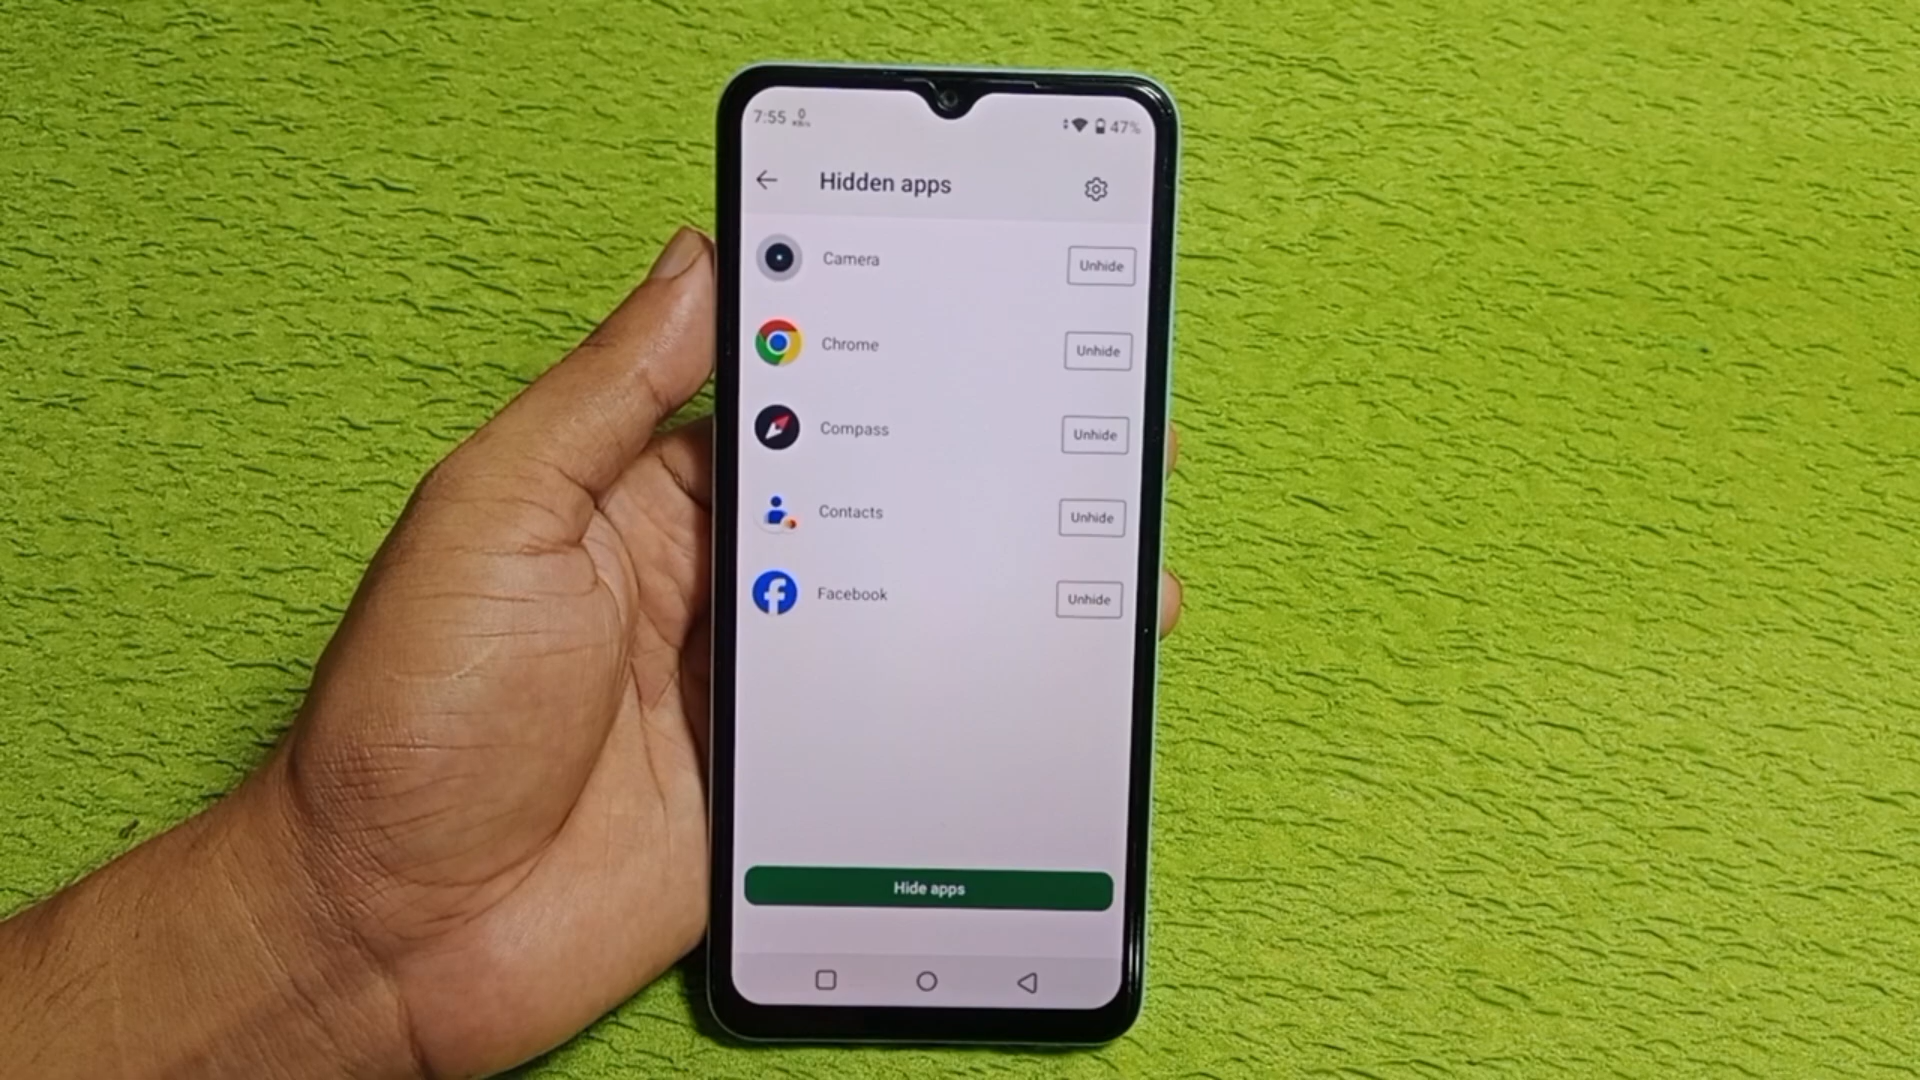 7:55
47%
Hidden apps
Camera
Unhide
Chrome
Unhide
Compass
Unhide
Contacts
Unhide
Facebook
Unhide
Hide apps